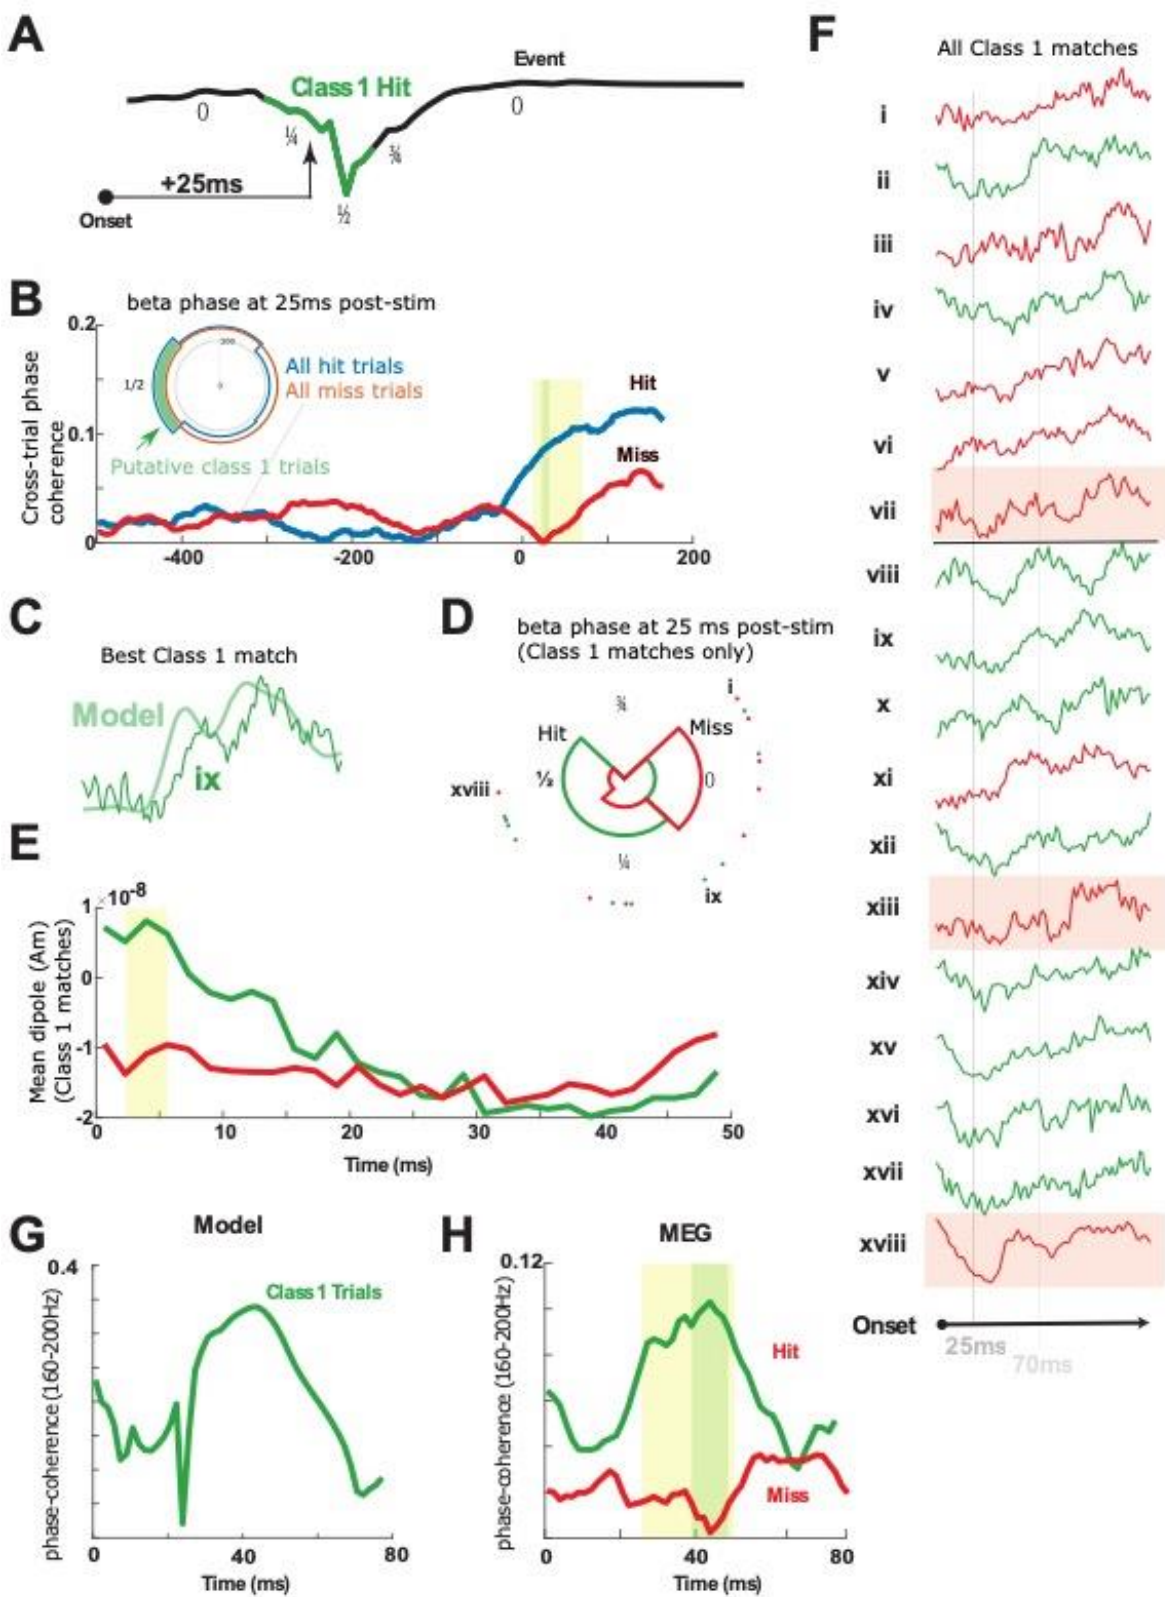 A
Event
Class 1 Hit
0
0
¼
¾
+25ms
Onset
½
B
beta phase at 25ms post-stim
0.2
All hit trials
1/2
0
All miss trials
Hit
0.1
Miss
Putative class 1 trials
Cross-trial phase
coherence
0
-400
-200
0
200
C
Best Class 1 match
Model
ix
D
beta phase at 25 ms post-stim
(Class 1 matches only)
i
¾
Hit
Miss
½
0
xviii
¼
ix
E
1
×10⁻⁸
0
-1
-2
Mean dipole (Am)
(Class 1 matches)
0
10
20
30
40
50
Time (ms)
F
All Class 1 matches
i
ii
iii
iv
v
vi
vii
viii
ix
x
xi
xii
xiii
xiv
xv
xvi
xvii
xviii
Onset
25ms
70ms
G
Model
0.4
Class 1 Trials
phase-coherence (160-200Hz)
0
40
80
Time (ms)
H
MEG
0.12
Hit
Miss
phase-coherence (160-200Hz)
0
40
80
Time (ms)